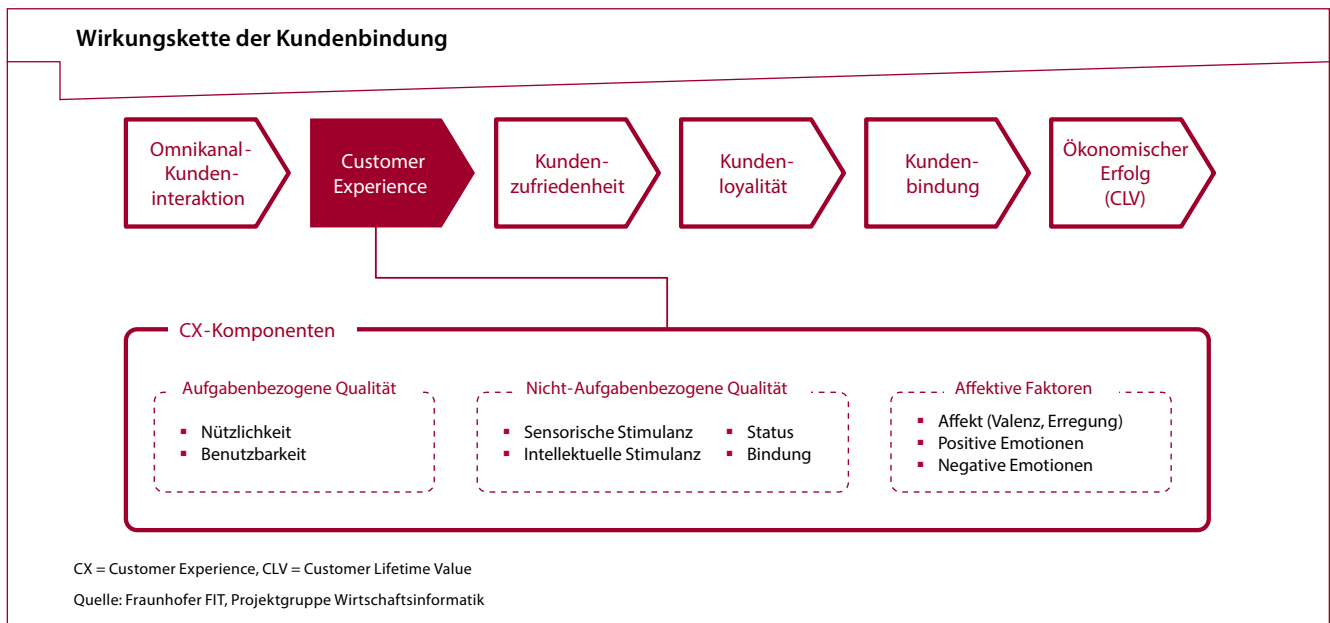 Wirkungskette der Kundenbindung
Omnikanal-
Kunden-
interaktion
Customer
Experience
Kunden-
zufriedenheit
Kunden-
loyalität
Kunden-
bindung
Ökonomischer
Erfolg
(CLV)
CX-Komponenten
Aufgabenbezogene Qualität
▪ Nützlichkeit
▪ Benutzbarkeit
Nicht-Aufgabenbezogene Qualität
▪ Sensorische Stimulanz
▪ Intellektuelle Stimulanz
▪ Status
▪ Bindung
Affektive Faktoren
▪ Affekt (Valenz, Erregung)
▪ Positive Emotionen
▪ Negative Emotionen
CX = Customer Experience, CLV = Customer Lifetime Value
Quelle: Fraunhofer FIT, Projektgruppe Wirtschaftsinformatik